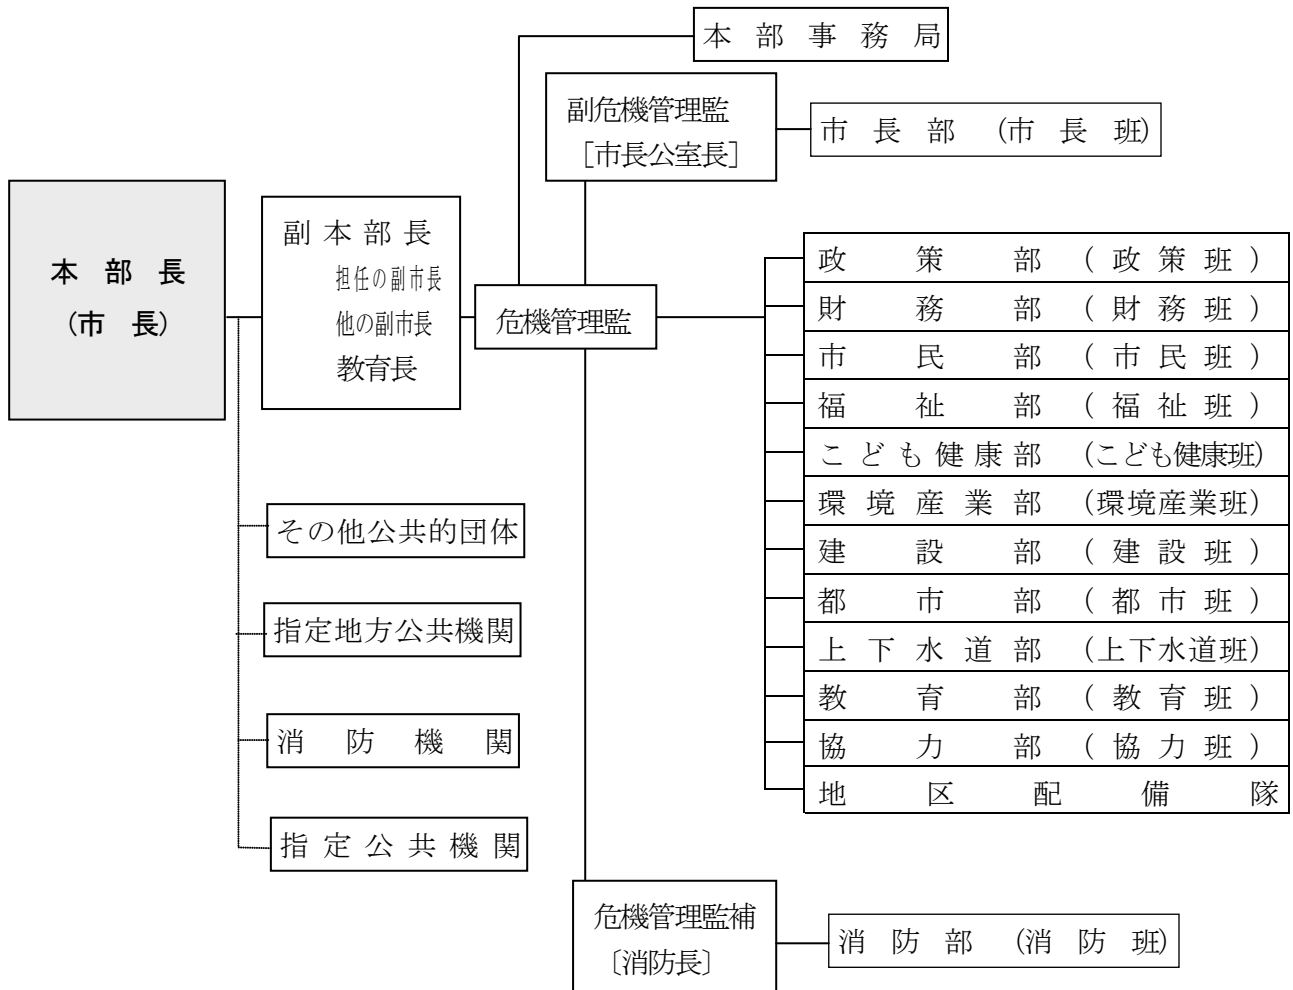 本部事務局
副危機管理監
［市長公室長］
市長部（市長班）
本部長
（市長）
副本部長
担任の副市長
他の副市長
教育長
危機管理監
政策部（政策班）
財務部（財務班）
市民部（市民班）
福祉部（福祉班）
こども健康部（こども健康班）
環境産業部（環境産業班）
建設部（建設班）
都市部（都市班）
上下水道部（上下水道班）
教育部（教育班）
協力部（協力班）
地区配備隊
その他公共的団体
指定地方公共機関
消防機関
指定公共機関
危機管理監補
〔消防長〕
消防部（消防班）